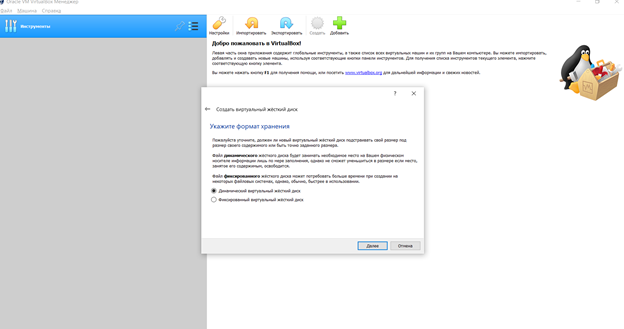 Oracle VM VirtualBox Менеджер
Файл Машина Справка
Инструменты
Настройки Импортировать Экспортировать Создать Добавить
Добро пожаловать в VirtualBox!
Левая часть окна приложения содержит глобальные инструменты, а также список всех виртуальных машин и их групп на Вашем компьютере. Вы можете импортировать,
добавлять и создавать новые машины, используя соответствующие кнопки панели инструментов. Для получения списка инструментов текущего элемента, нажмите
соответствующую кнопку элемента.
Вы можете нажать кнопку F1 для получения помощи, или посетить www.virtualbox.org для дальнейшей информации и свежих новостей.
Создать виртуальный жёсткий диск
Укажите формат хранения
Пожалуйста уточните, должен ли новый виртуальный жёсткий диск подстраивать свой размер под
размер своего содержимого или быть точно заданного размера.
Файл динамического жёсткого диска будет занимать необходимое место на Вашем физическом
носителе информации лишь по мере заполнения, однако не сможет уменьшиться в размере если место,
занятое его содержимым, освободится.
Файл фиксированного жёсткого диска может потребовать больше времени при создании на
некоторых файловых системах, однако, обычно, быстрее в использовании.
Динамический виртуальный жёсткий диск
Фиксированный виртуальный жёсткий диск
Далее Отмена